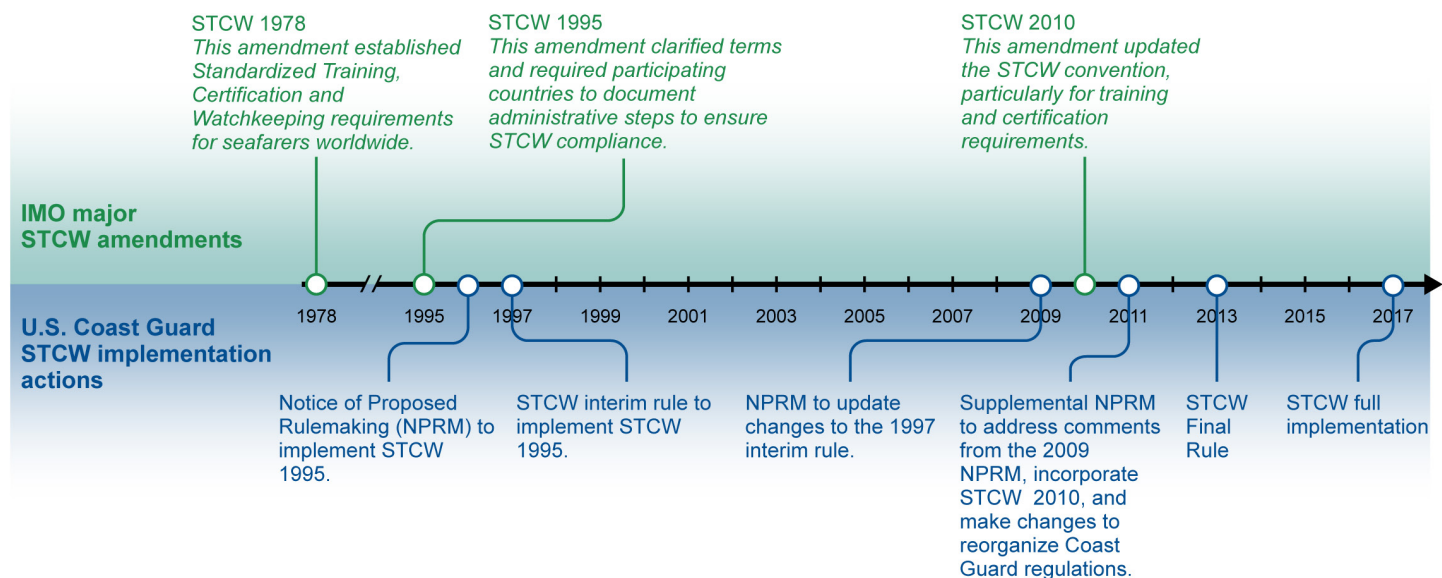 STCW 1978
This amendment established
Standardized Training,
Certification and
Watchkeeping requirements
for seafarers worldwide.
STCW 1995
This amendment clarified terms
and required participating
countries to document
administrative steps to ensure
STCW compliance.
STCW 2010
This amendment updated
the STCW convention,
particularly for training
and certification
requirements.
IMO major
STCW amendments
1978
1995
1997
1999
2001
2003
2005
2007
2009
2011
2013
2015
2017
U.S. Coast Guard
STCW implementation
actions
Notice of Proposed
Rulemaking (NPRM) to
implement STCW
1995.
STCW interim rule to
implement STCW
1995.
NPRM to update
changes to the 1997
interim rule.
Supplemental NPRM
to address comments
from the 2009
NPRM, incorporate
STCW 2010, and
make changes to
reorganize Coast
Guard regulations.
STCW
Final
Rule
STCW full
implementation